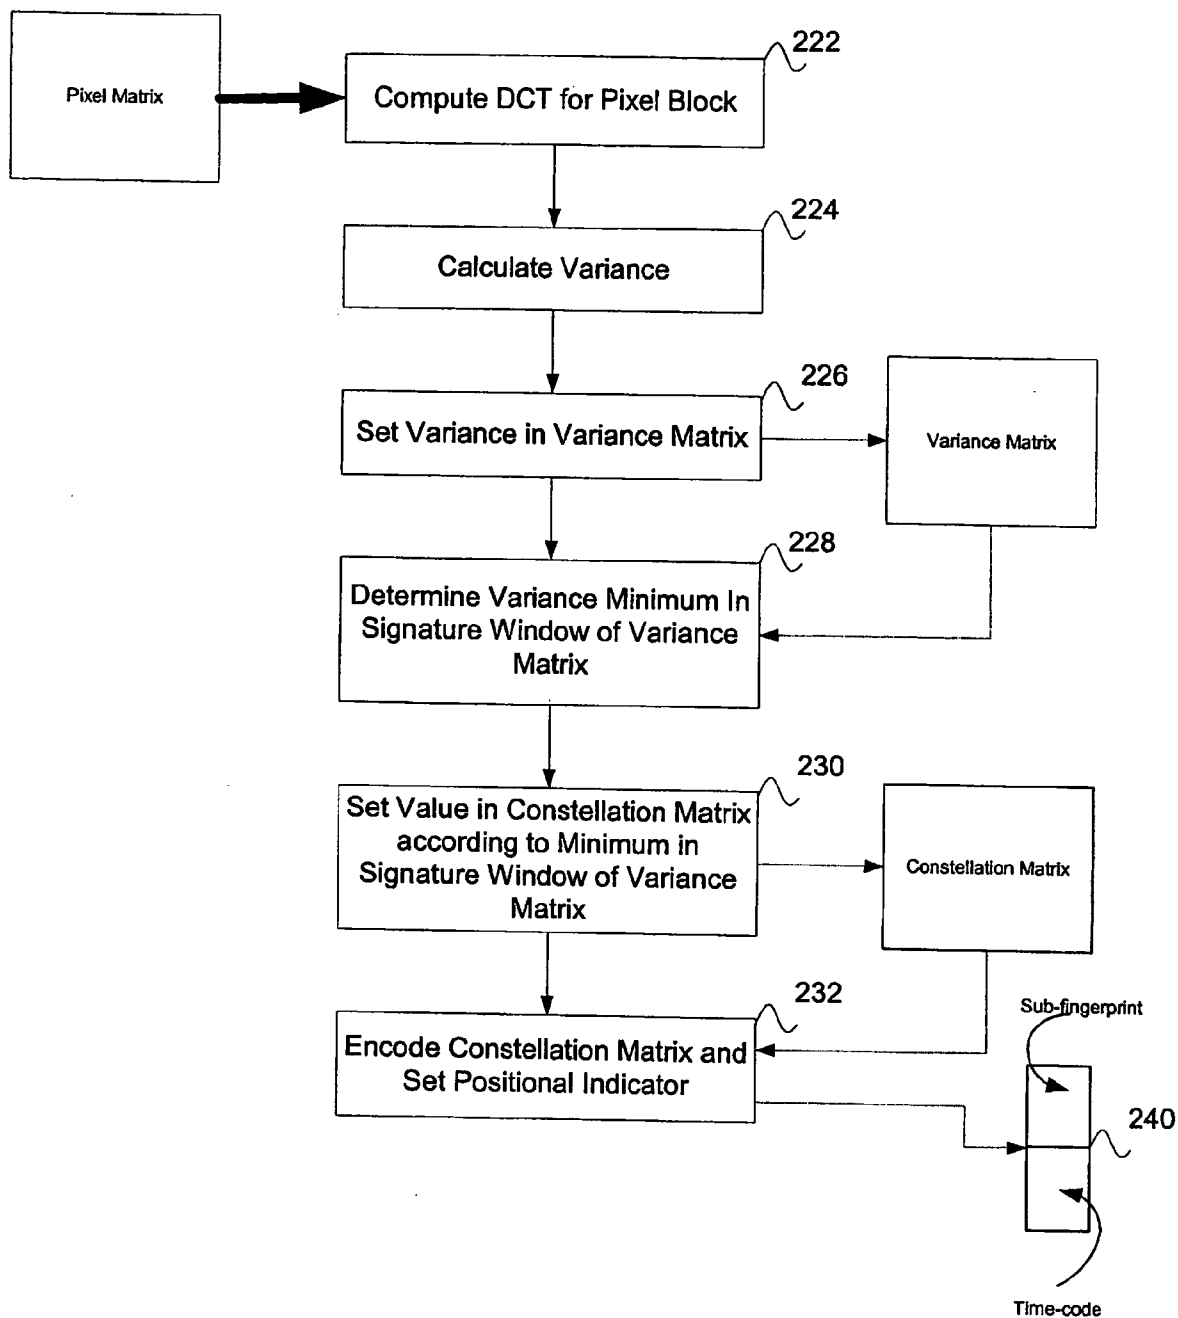 222
Pixel Matrix
Compute DCT for Pixel Block
224
Calculate Variance
226
Set Variance in Variance Matrix
Variance Matrix
228
Determine Variance Minimum In
Signature Window of Variance
Matrix
230
Set Value in Constellation Matrix
according to Minimum in
Signature Window of Variance
Matrix
Constellation Matrix
232
Sub-fingerprint
Encode Constellation Matrix and
Set Positional Indicator
240
Time-code